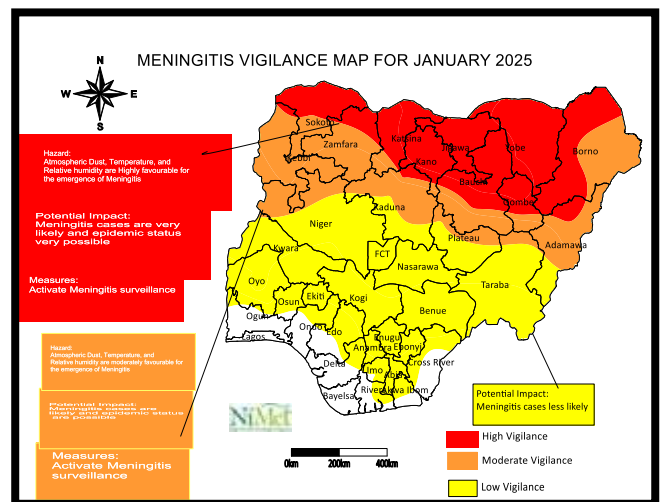 MENINGITIS VIGILANCE MAP FOR JANUARY 2025
N
W E
S
Hazard:
Atmospheric Dust, Temperature, and
Relative humidity are Highly favourable for
the emergence of Meningitis
Potential Impact:
Meningitis cases are very
likely and epidemic status
very possible
Measures:
Activate Meningitis surveillance
Hazard:
Atmospheric Dust, Temperature, and
Relative humidity are moderately favourable for
the emergence of Meningitis
Potential Impact:
Meningitis cases are
likely and epidemic status
are possible
Measures:
Activate Meningitis
surveillance
Sokoto
Zamfara
Kebbi
Katsina
Kano
Jigawa
Yobe
Borno
Bauchi
Gombe
Kaduna
Niger
Plateau
Adamawa
Kwara
FCT
Nasarawa
Taraba
Oyo
Osun
Ekiti
Kogi
Benue
Ogun
Lagos
Ondo
Edo
Enugu
Anambra
Ebonyi
Cross River
Delta
Imo
Abia
Rivers
Akwa Ibom
Bayelsa
NiMet
0km 200km 400km
Potential Impact:
Meningitis cases less likely
High Vigilance
Moderate Vigilance
Low Vigilance